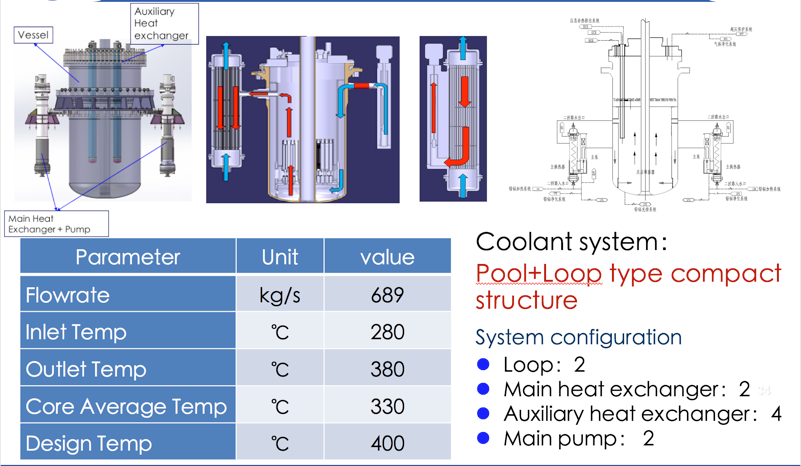 Vessel
Auxiliary
Heat
exchanger
Main Heat
Exchanger + Pump
Parameter Unit value
Flowrate kg/s 689
Inlet Temp ℃ 280
Outlet Temp ℃ 380
Core Average Temp ℃ 330
Design Temp ℃ 400
Coolant system：
Pool+Loop type compact
structure
System configuration
● Loop：2
● Main heat exchanger：2
● Auxiliary heat exchanger：4
● Main pump： 2